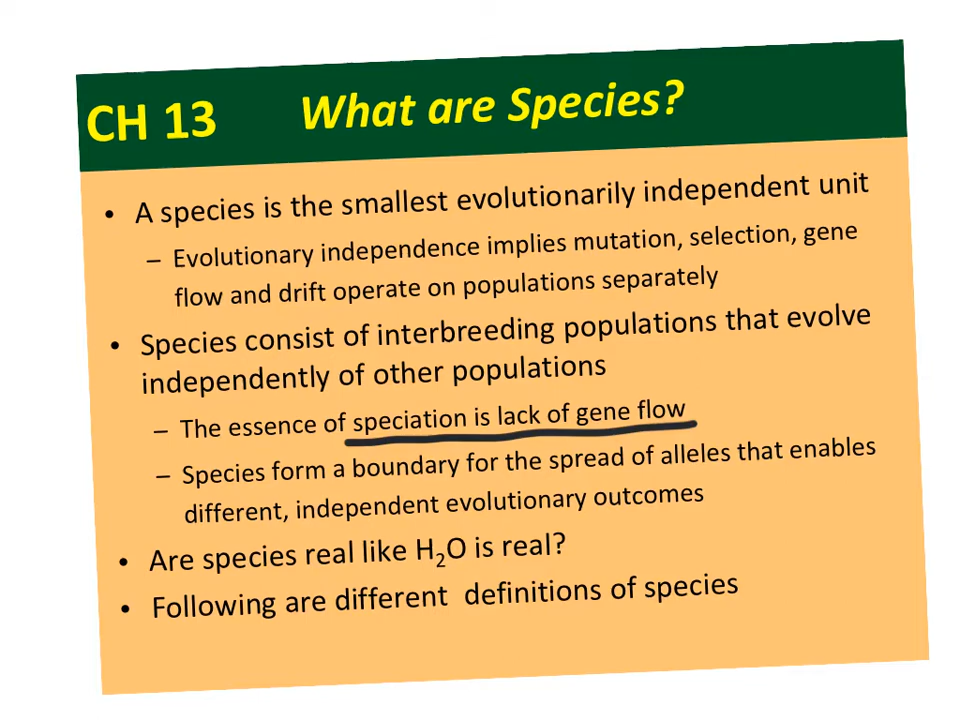 CH 13 What are Species?
• A species is the smallest evolutionarily independent unit
– Evolutionary independence implies mutation, selection, gene
flow and drift operate on populations separately
• Species consist of interbreeding populations that evolve
independently of other populations
– The essence of speciation is lack of gene flow
– Species form a boundary for the spread of alleles that enables
different, independent evolutionary outcomes
• Are species real like H₂O is real?
• Following are different definitions of species